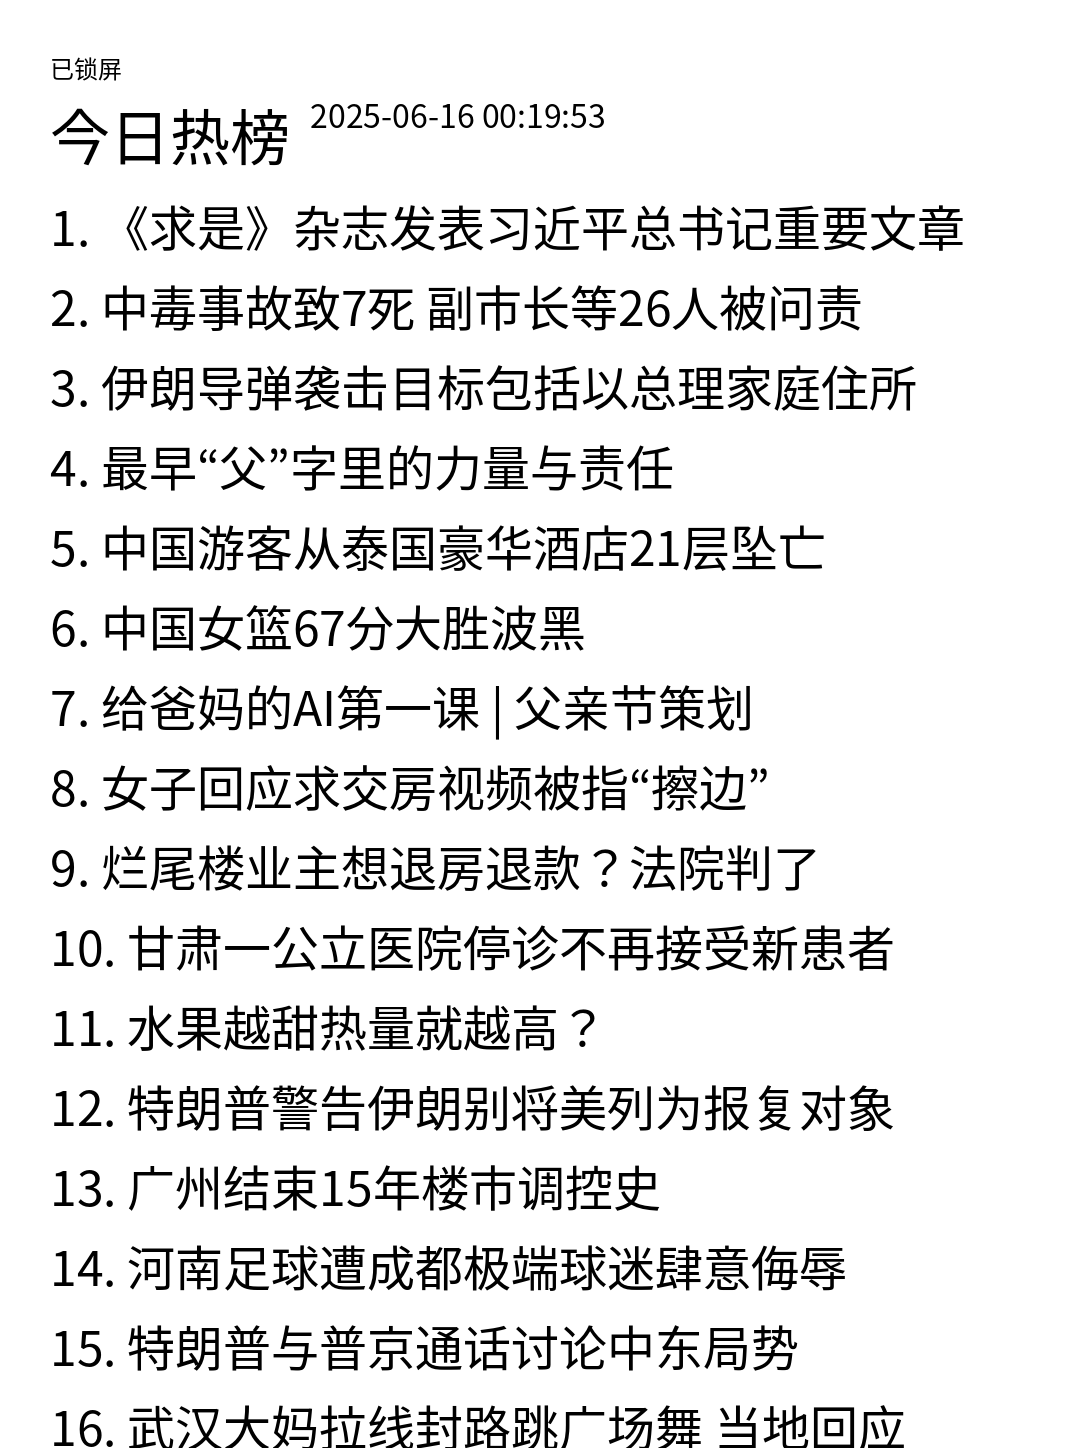 已锁屏
今日热榜 2025-06-16 00:19:53
1. 《求是》杂志发表习近平总书记重要文章
2. 中毒事故致7死 副市长等26人被问责
3. 伊朗导弹袭击目标包括以总理家庭住所
4. 最早“父”字里的力量与责任
5. 中国游客从泰国豪华酒店21层坠亡
6. 中国女篮67分大胜波黑
7. 给爸妈的AI第一课 | 父亲节策划
8. 女子回应求交房视频被指“擦边”
9. 烂尾楼业主想退房退款？法院判了
10. 甘肃一公立医院停诊不再接受新患者
11. 水果越甜热量就越高？
12. 特朗普警告伊朗别将美列为报复对象
13. 广州结束15年楼市调控史
14. 河南足球遭成都极端球迷肆意侮辱
15. 特朗普与普京通话讨论中东局势
16. 武汉大妈拉线封路跳广场舞 当地回应